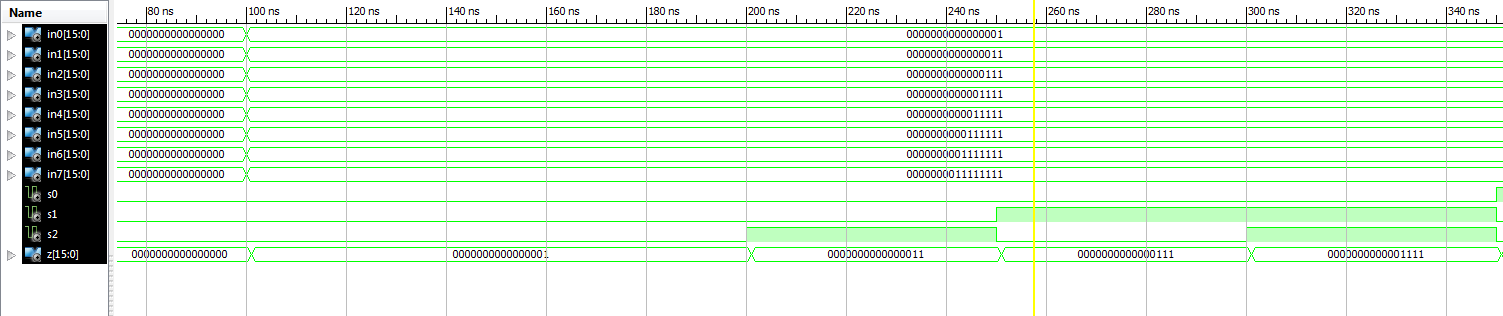 Name 80 ns 100 ns 120 ns 140 ns 160 ns 180 ns 200 ns 220 ns 240 ns 260 ns 280 ns 300 ns 320 ns 340 ns
in0[15:0] 0000000000000000 0000000000000001
in1[15:0] 0000000000000000 0000000000000011
in2[15:0] 0000000000000000 0000000000000111
in3[15:0] 0000000000000000 0000000000001111
in4[15:0] 0000000000000000 0000000000011111
in5[15:0] 0000000000000000 0000000000111111
in6[15:0] 0000000000000000 0000000001111111
in7[15:0] 0000000000000000 0000000011111111
s0
s1
s2
z[15:0] 0000000000000000 0000000000000001 0000000000000011 0000000000000111 0000000000001111